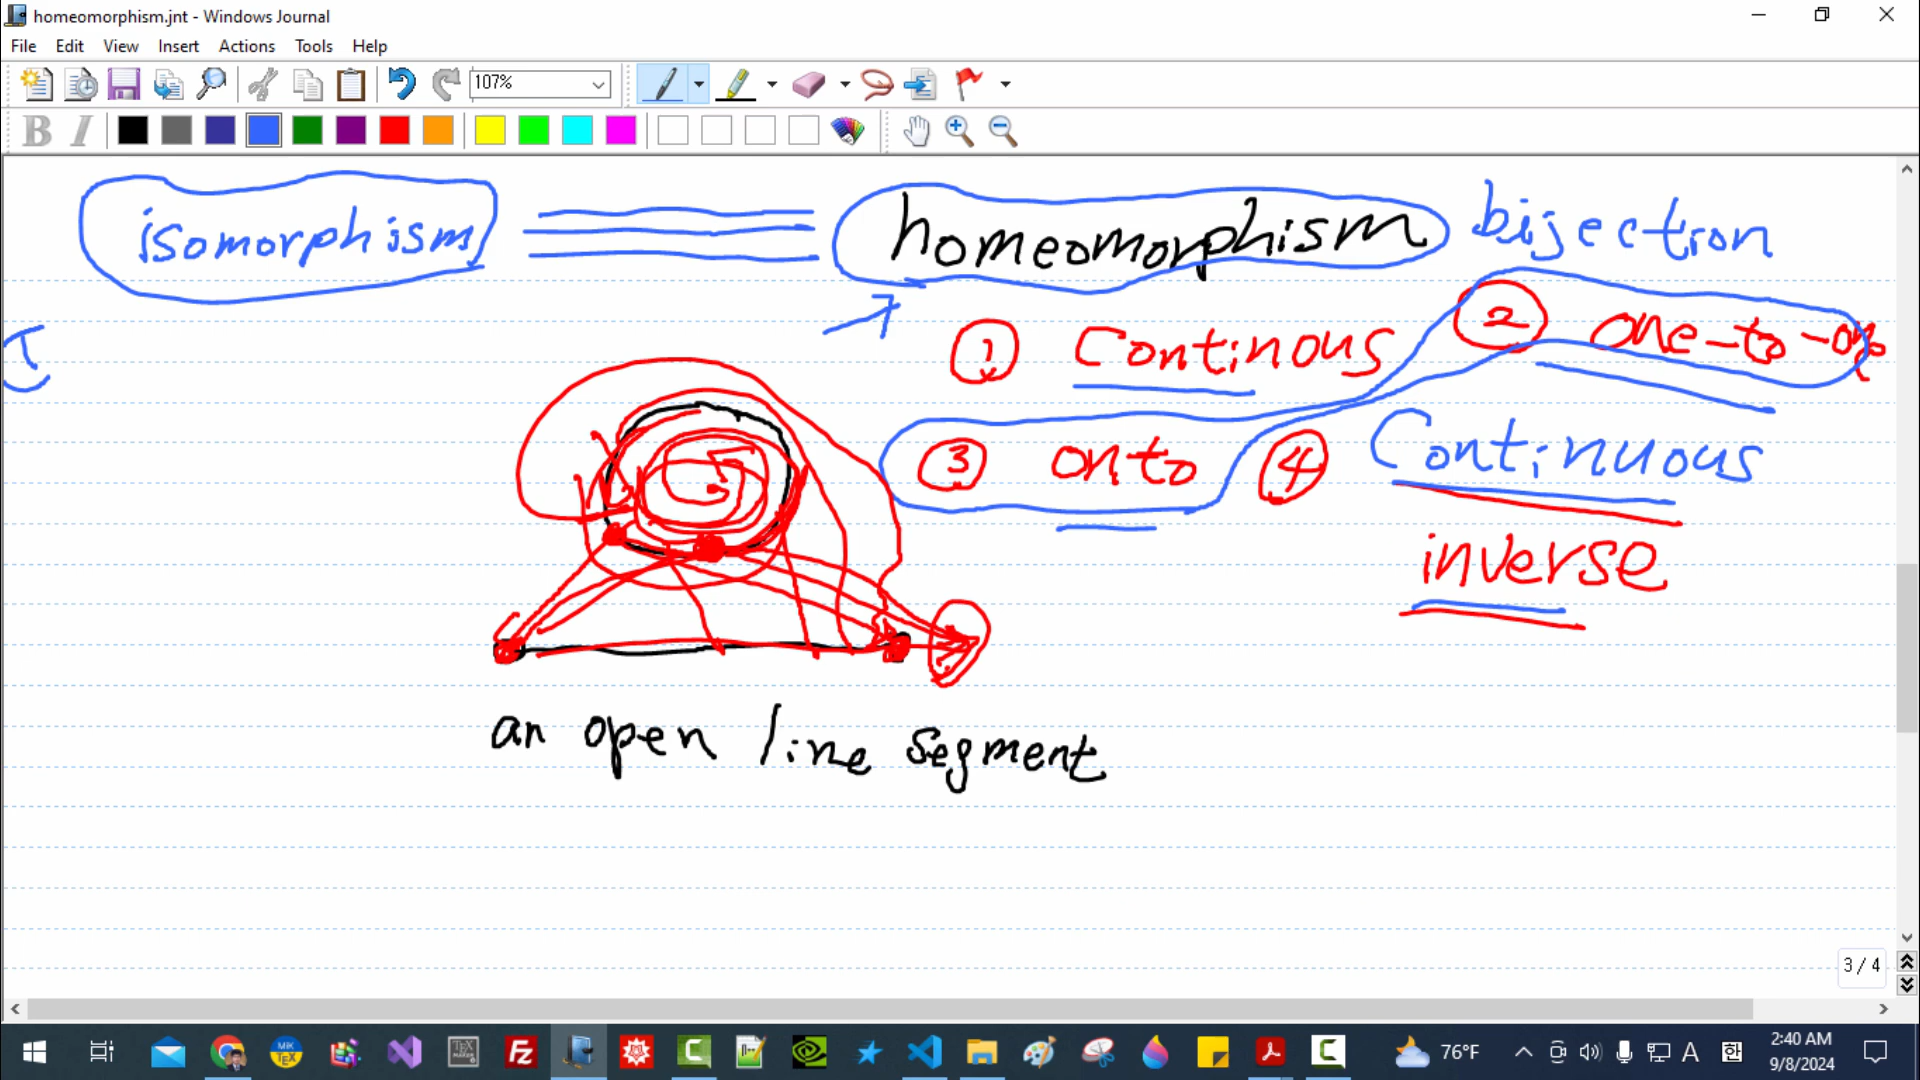 homeomorphism.jnt - Windows Journal
File Edit View Insert Actions Tools Help
107%
B I
isomorphism homeomorphism bijection
① Continous ② one-to-one
③ onto ④ Continuous
inverse
an open line segment
3 / 4
76°F A 한 2:40 AM
9/8/2024